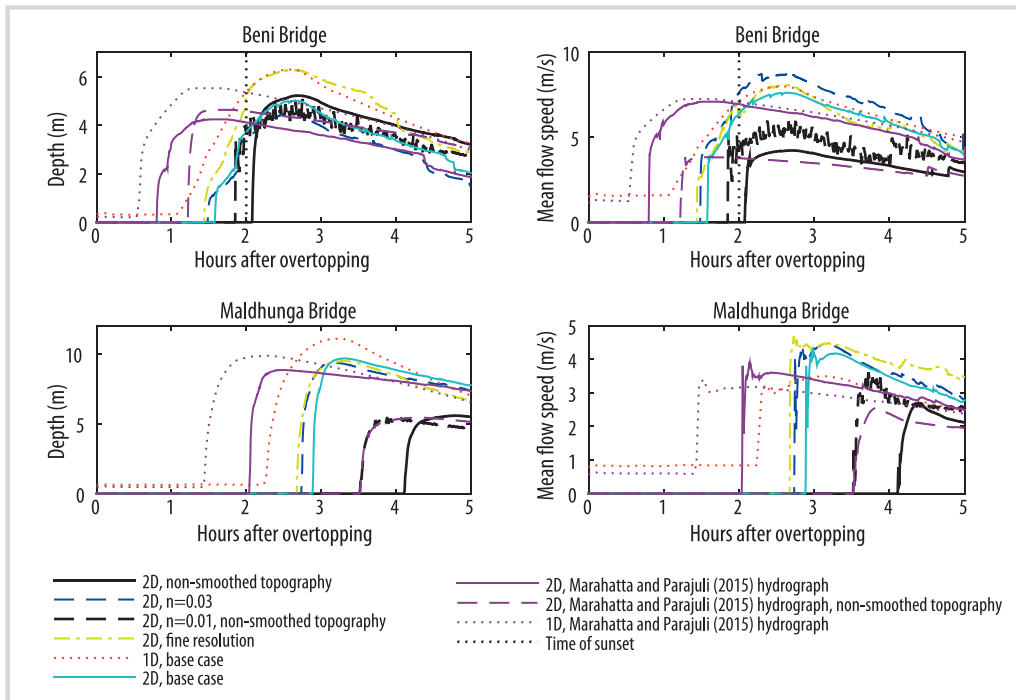 Beni Bridge
Depth (m)
6
4
2
0
0 1 2 3 4 5
Hours after overtopping
Beni Bridge
Mean flow speed (m/s)
10
5
0
0 1 2 3 4 5
Hours after overtopping
Maldhunga Bridge
Depth (m)
10
5
0
0 1 2 3 4 5
Hours after overtopping
Maldhunga Bridge
Mean flow speed (m/s)
5
4
3
2
1
0
0 1 2 3 4 5
Hours after overtopping
2D, non-smoothed topography
2D, n=0.03
2D, n=0.01, non-smoothed topography
2D, fine resolution
1D, base case
2D, base case
2D, Marahatta and Parajuli (2015) hydrograph
2D, Marahatta and Parajuli (2015) hydrograph, non-smoothed topography
1D, Marahatta and Parajuli (2015) hydrograph
Time of sunset